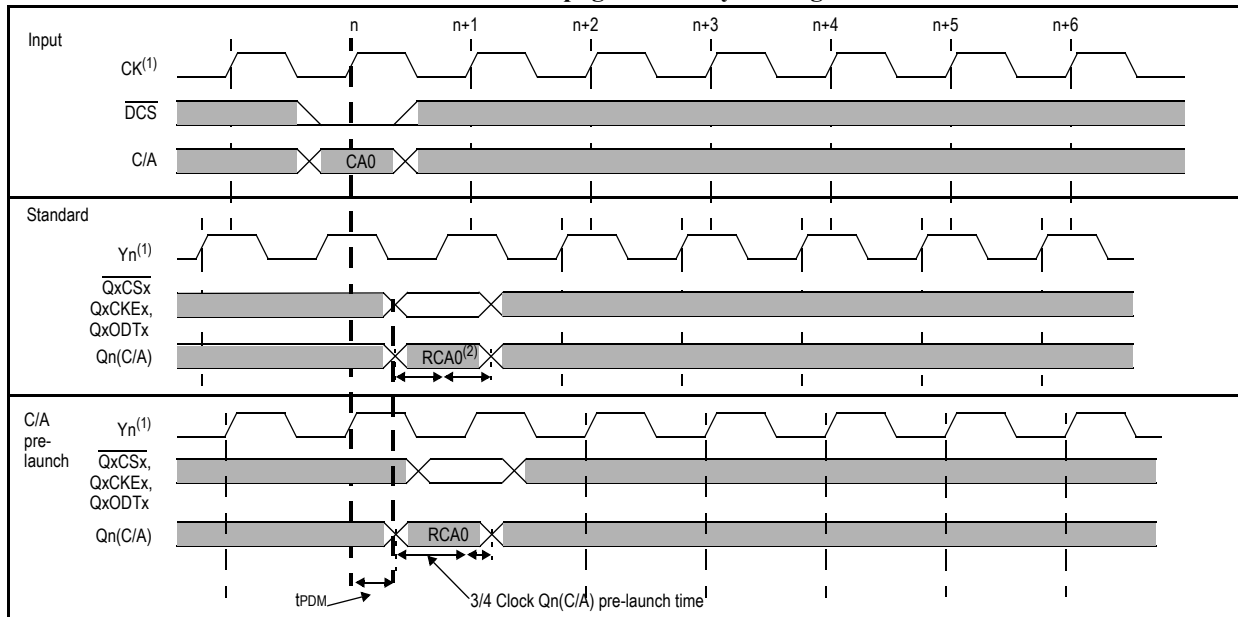 n n+1 n+2 n+3 n+4 n+5 n+6
Input
CK(1)
DCS
C/A
CA0
Standard
Yn(1)
QxCSx
QxCKEx,
QxODTx
Qn(C/A)
RCA0(2)
C/A
pre-
launch
Yn(1)
QxCSx,
QxCKEx,
QxODTx
Qn(C/A)
RCA0
tPDM
3/4 Clock Qn(C/A) pre-launch time